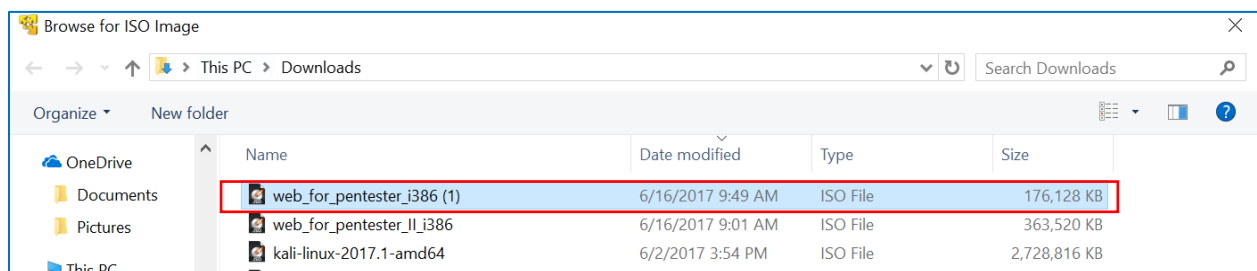 Browse for ISO Image
This PC > Downloads
Search Downloads
Organize
New folder
OneDrive
Documents
Pictures
This PC
Name Date modified Type Size
web_for_pentester_i386 (1) 6/16/2017 9:49 AM ISO File 176,128 KB
web_for_pentester_II_i386 6/16/2017 9:01 AM ISO File 363,520 KB
kali-linux-2017.1-amd64 6/2/2017 3:54 PM ISO File 2,728,816 KB